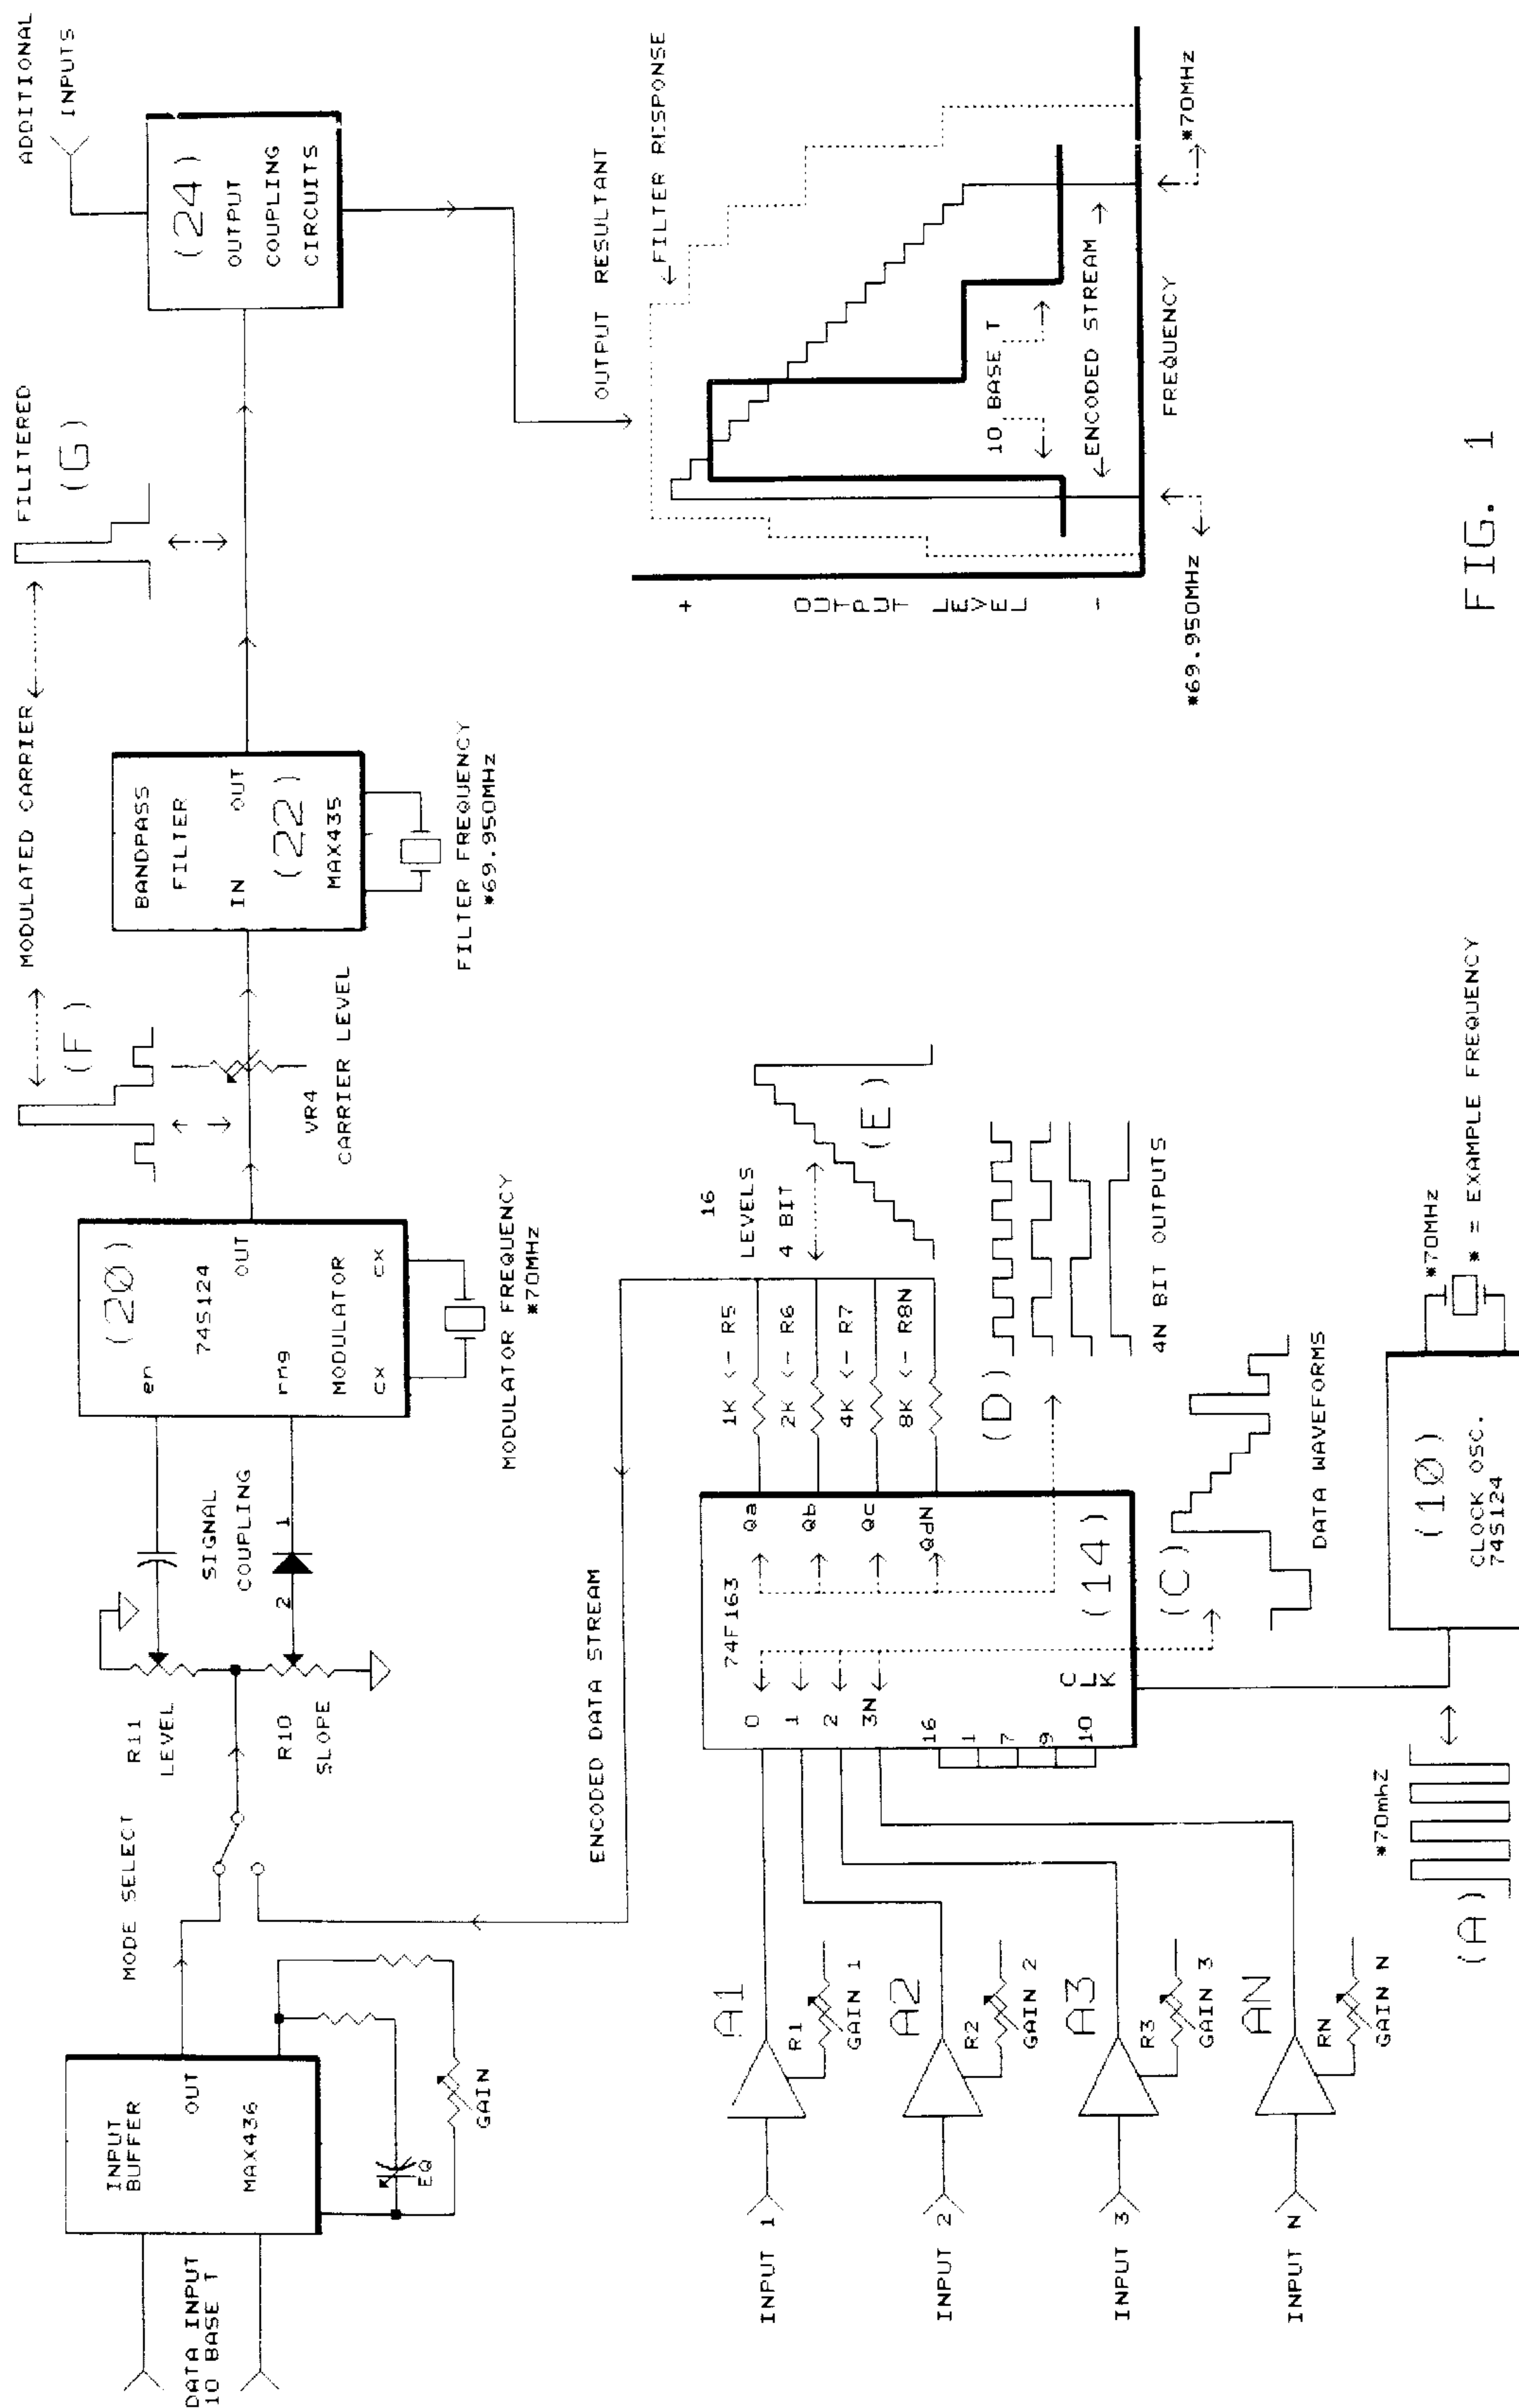 DATA INPUT
10 BASE T
INPUT
BUFFER
OUT
MAX436
EQ
GAIN
MODE SELECT
R11
LEVEL
R10
SLOPE
SIGNAL
COUPLING
2
1
en
(20)
74S124
OUT
rng
MODULATOR
cx
cx
MODULATOR FREQUENCY
*70MHz
(F)
MODULATED CARRIER
VR4
CARRIER LEVEL
BANDPASS
FILTER
IN
OUT
(22)
MAX435
FILTER FREQUENCY
*69.950MHz
FILITERED
(G)
ADDITIONAL
INPUTS
(24)
OUTPUT
COUPLING
CIRCUITS
ENCODED DATA STREAM
INPUT 1
A1
R1
GAIN 1
INPUT 2
A2
R2
GAIN 2
INPUT 3
A3
R3
GAIN 3
INPUT N
AN
RN
GAIN N
74F163
0
1
2
3N
16
1
7
9
10
CLK
(14)
Qa
Qb
Qc
QdN
1K <- R5
2K <- R6
4K <- R7
8K <- R8N
16
LEVELS
4 BIT
(E)
(D)
4N BIT OUTPUTS
(C)
DATA WAVEFORMS
*70mhZ
(A)
(10)
CLOCK OSC.
74S124
*70MHz
* = EXAMPLE FREQUENCY
OUTPUT RESULTANT
FILTER RESPONSE
+
OUTPUT LEVEL
-
10 BASE T
ENCODED STREAM
FREQUENCY
*69.950MHz
*70MHz
FIG. 1